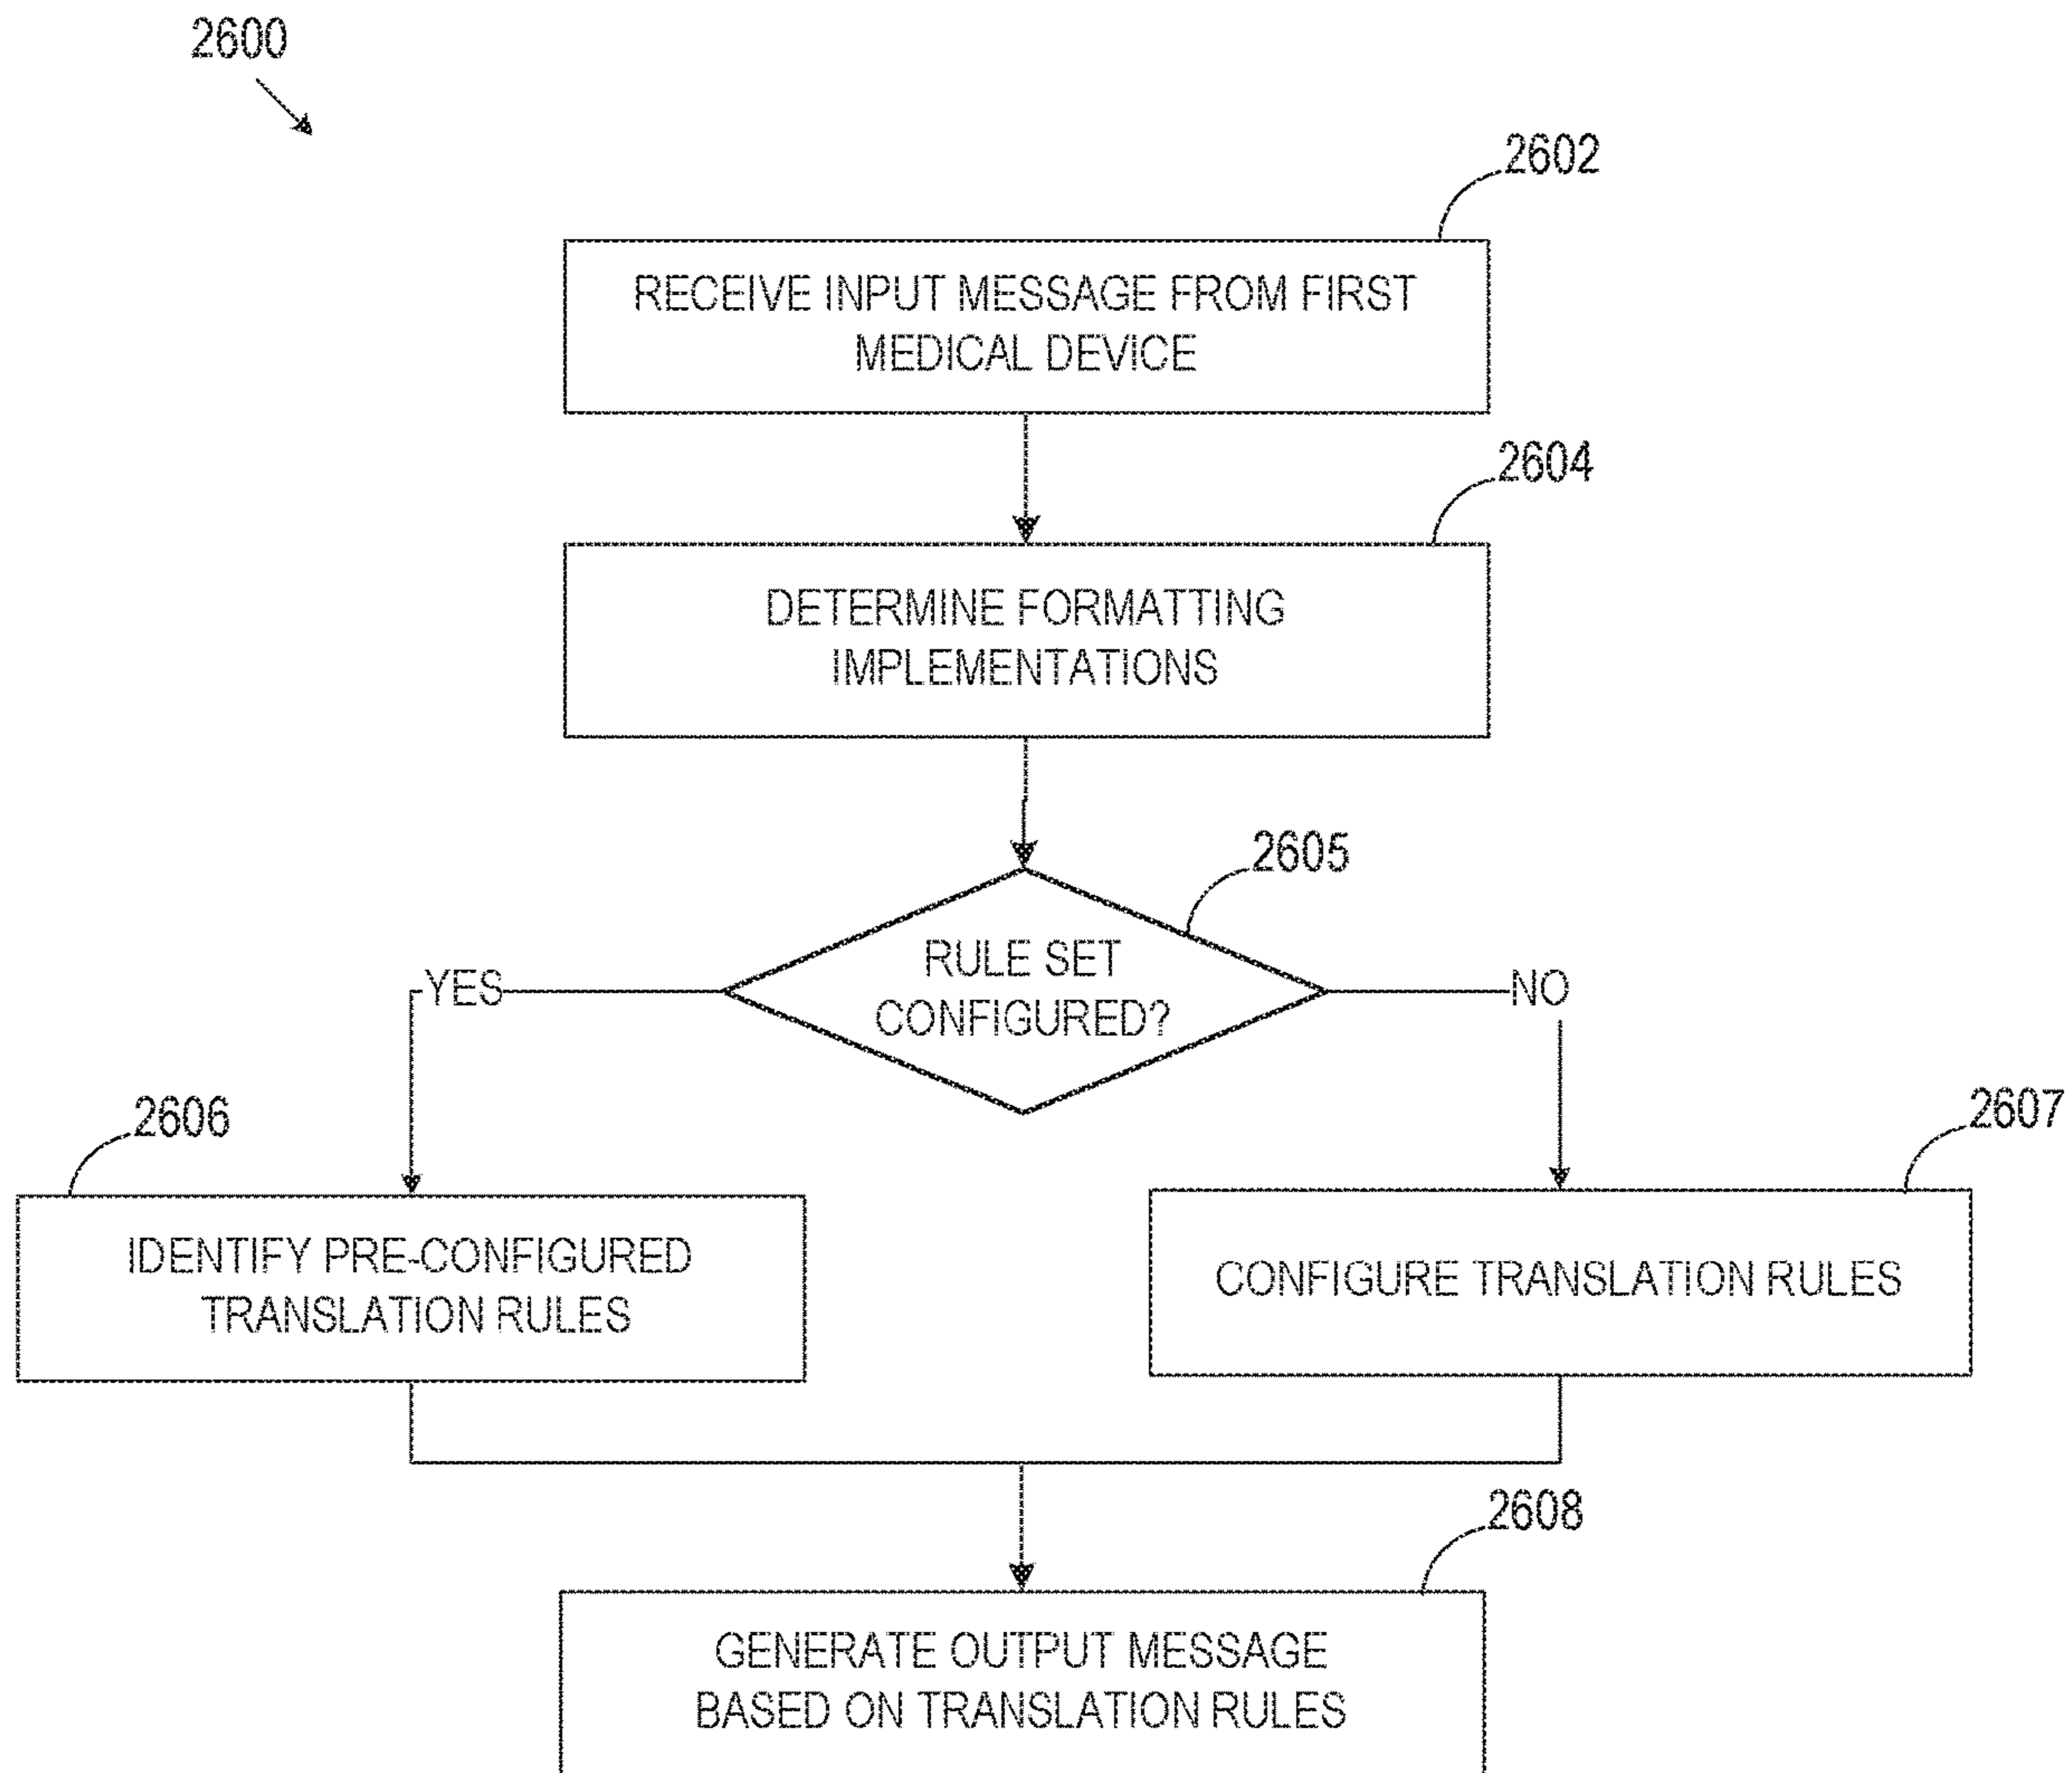 2600
2602
RECEIVE INPUT MESSAGE FROM FIRST
MEDICAL DEVICE
2604
DETERMINE FORMATTING
IMPLEMENTATIONS
2605
RULE SET
CONFIGURED?
YES
NO
2606
IDENTIFY PRE-CONFIGURED
TRANSLATION RULES
2607
CONFIGURE TRANSLATION RULES
2608
GENERATE OUTPUT MESSAGE
BASED ON TRANSLATION RULES